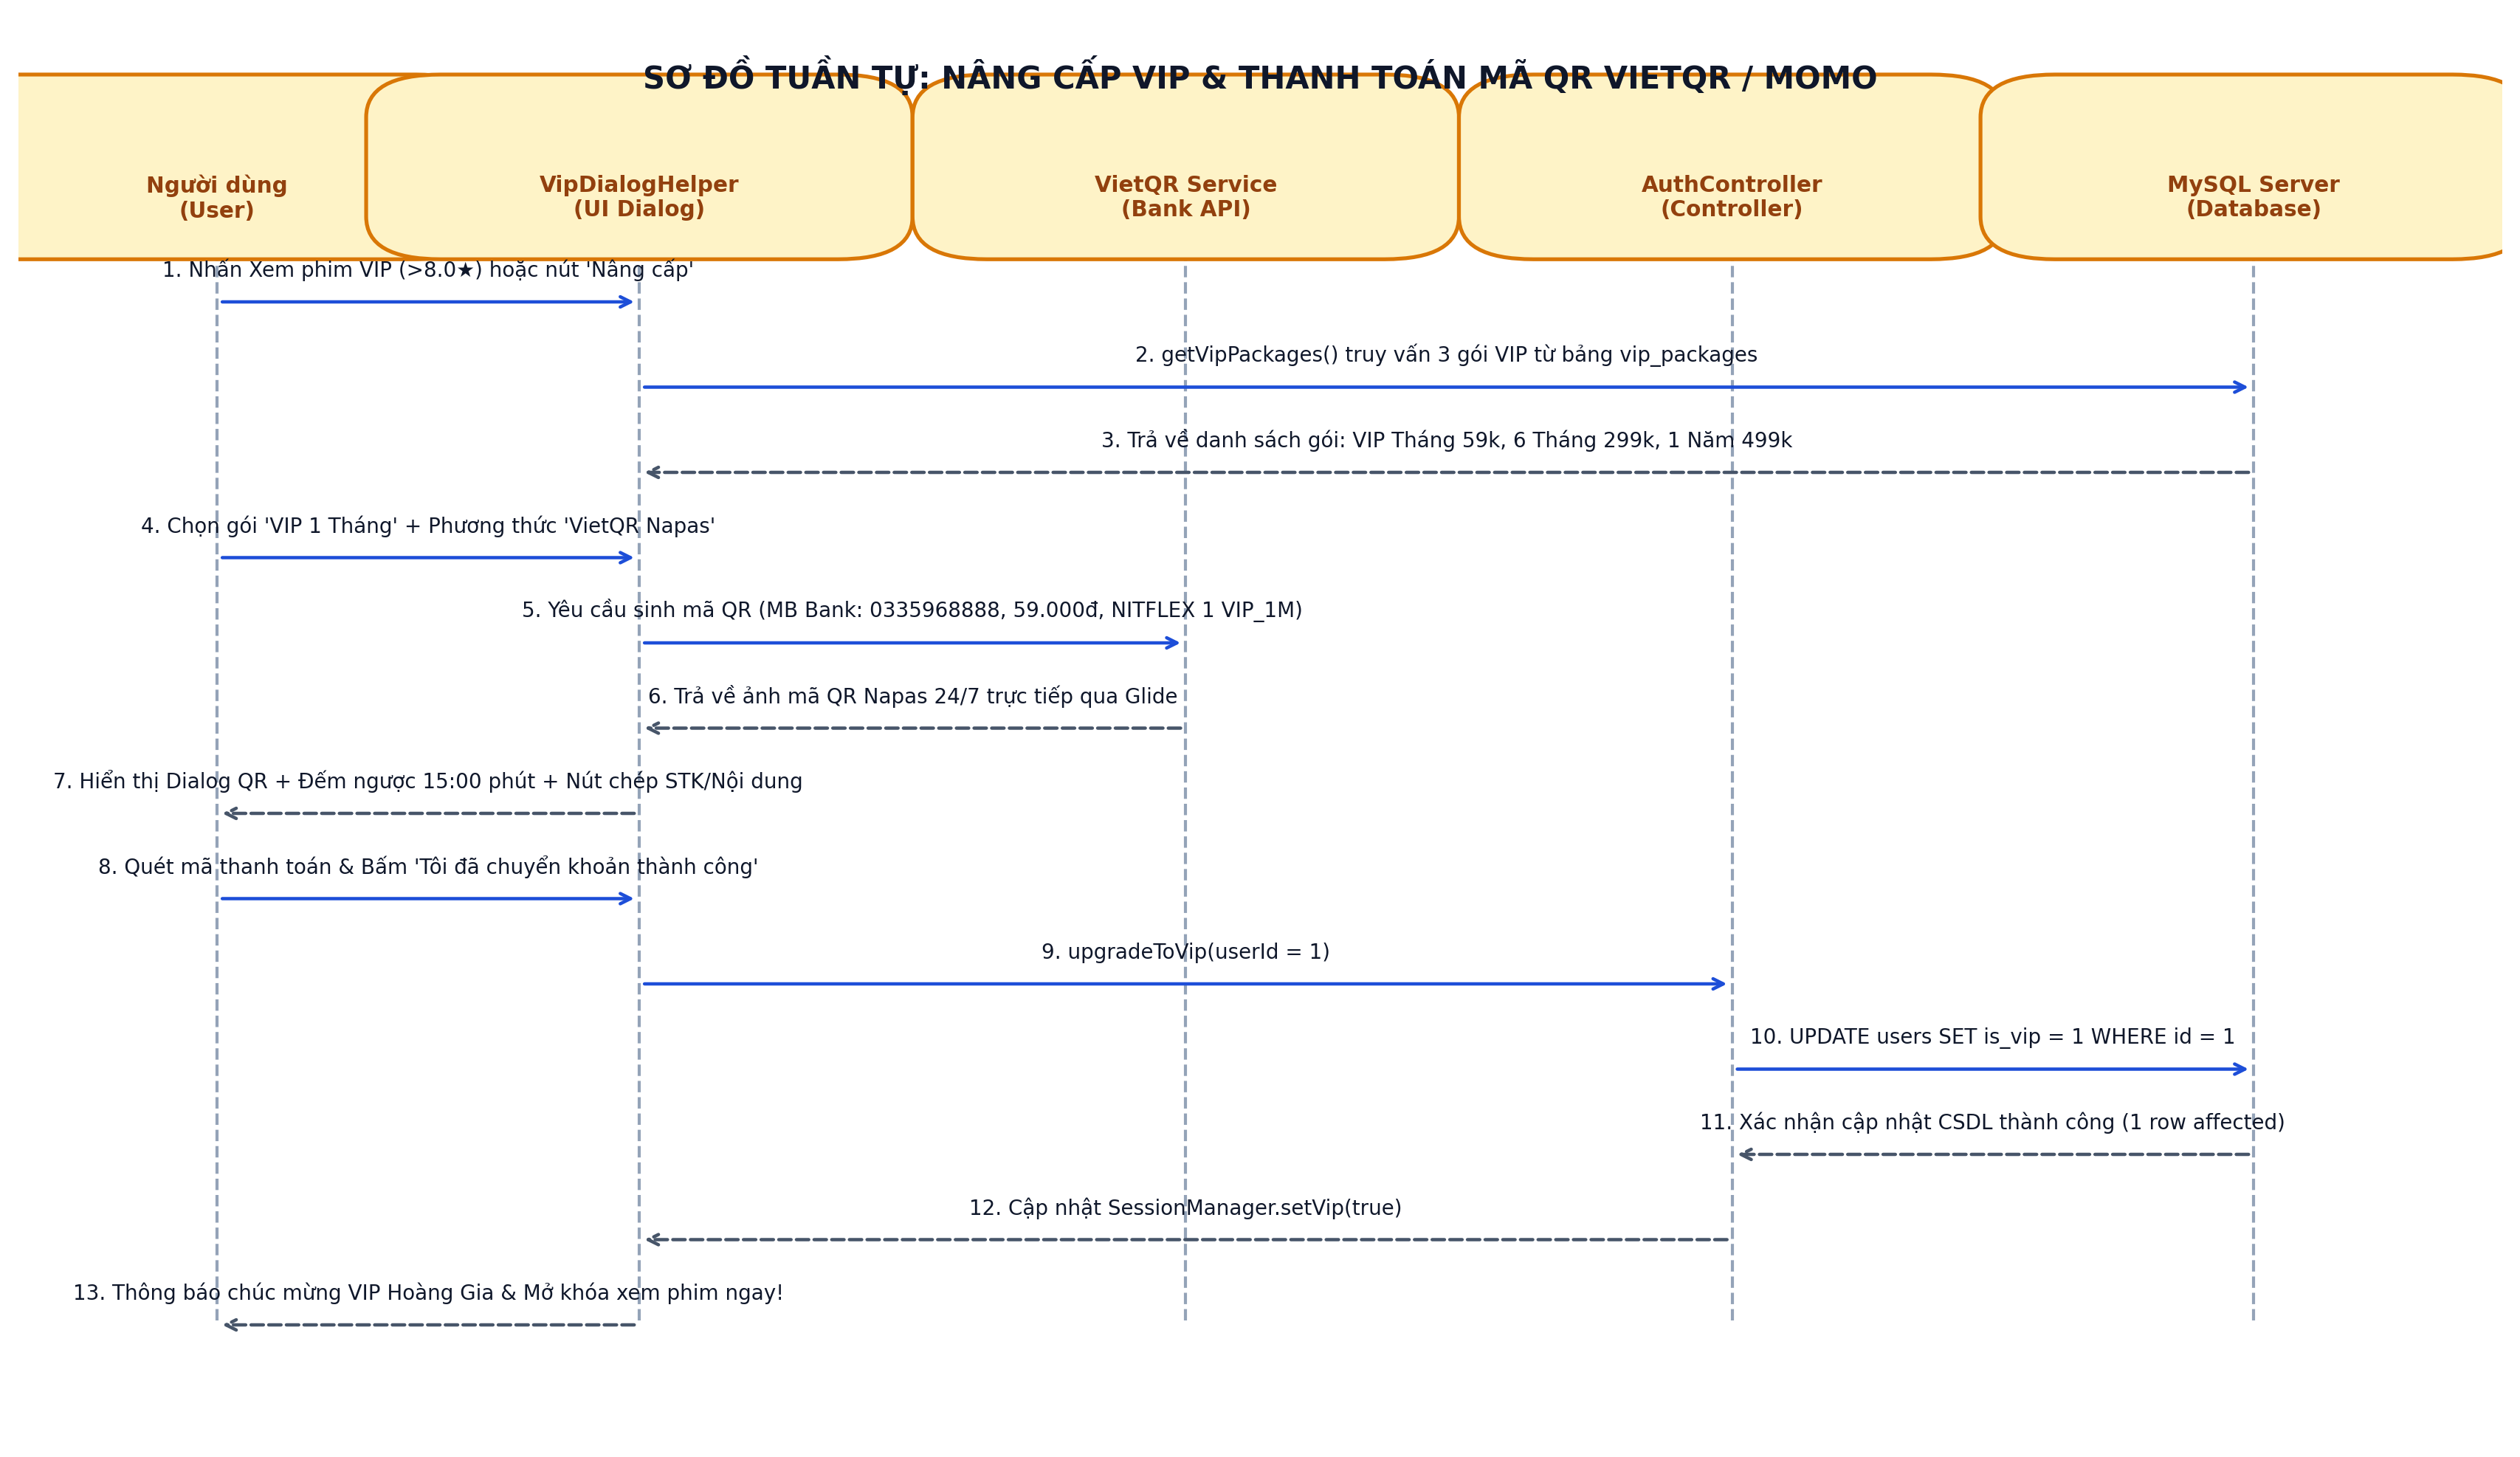 SƠ ĐỒ TUẦN TỰ: NÂNG CẤP VIP & THANH TOÁN MÃ QR VIETQR / MOMO
Người dùng
(User)
VipDialogHelper
(UI Dialog)
VietQR Service
(Bank API)
AuthController
(Controller)
MySQL Server
(Database)
1. Nhấn Xem phim VIP (>8.0★) hoặc nút 'Nâng cấp'
2. getVipPackages() truy vấn 3 gói VIP từ bảng vip_packages
3. Trả về danh sách gói: VIP Tháng 59k, 6 Tháng 299k, 1 Năm 499k
4. Chọn gói 'VIP 1 Tháng' + Phương thức 'VietQR Napas'
5. Yêu cầu sinh mã QR (MB Bank: 0335968888, 59.000đ, NITFLEX 1 VIP_1M)
6. Trả về ảnh mã QR Napas 24/7 trực tiếp qua Glide
7. Hiển thị Dialog QR + Đếm ngược 15:00 phút + Nút chép STK/Nội dung
8. Quét mã thanh toán & Bấm 'Tôi đã chuyển khoản thành công'
9. upgradeToVip(userId = 1)
10. UPDATE users SET is_vip = 1 WHERE id = 1
11. Xác nhận cập nhật CSDL thành công (1 row affected)
12. Cập nhật SessionManager.setVip(true)
13. Thông báo chúc mừng VIP Hoàng Gia & Mở khóa xem phim ngay!